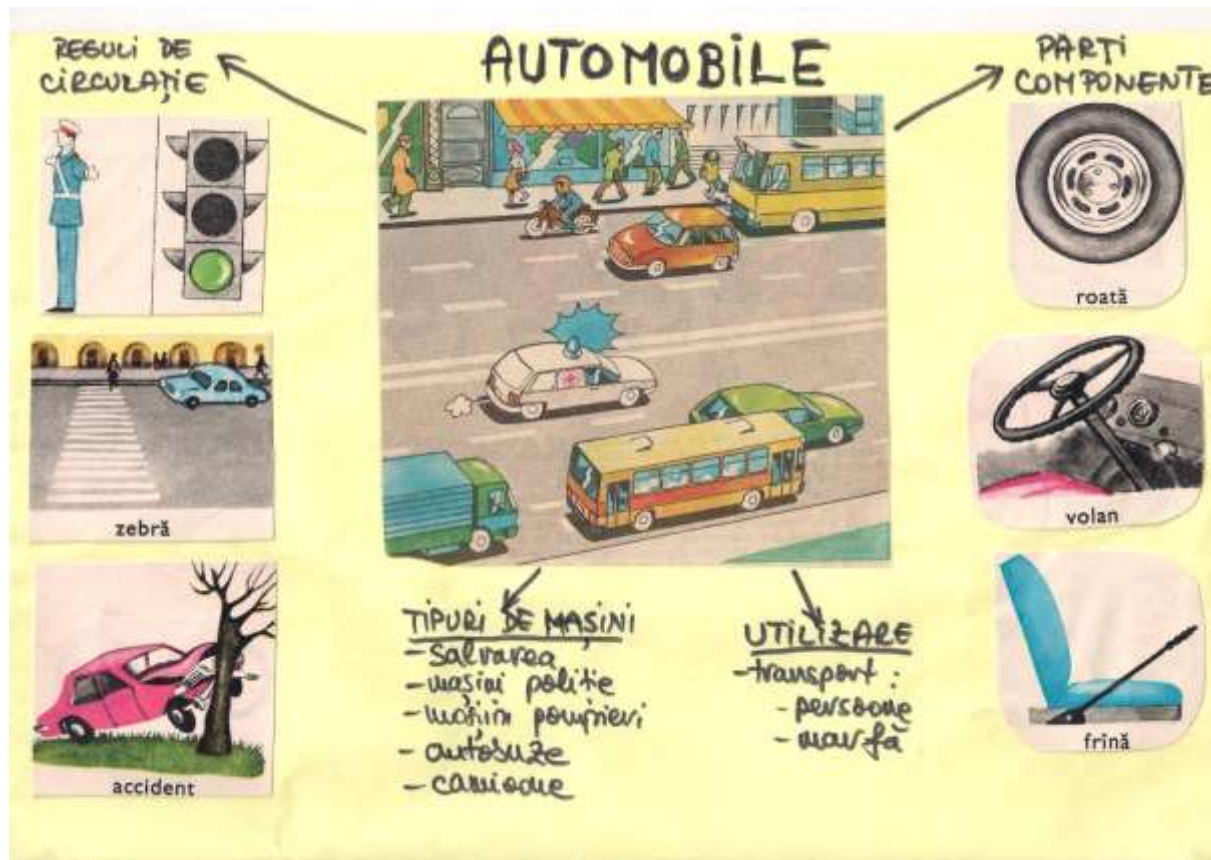 AUTOMOBILE
REGULI DE
CIRCULAȚIE
zebră
accident
PĂRȚI
COMPONENTE
roată
volan
frînă
TIPURI DE MAȘINI
- Salvarea
- mașini poliție
- mașini pompieri
- autobuze
- camioane
UTILIZARE
- transport :
- persoane
- marfă